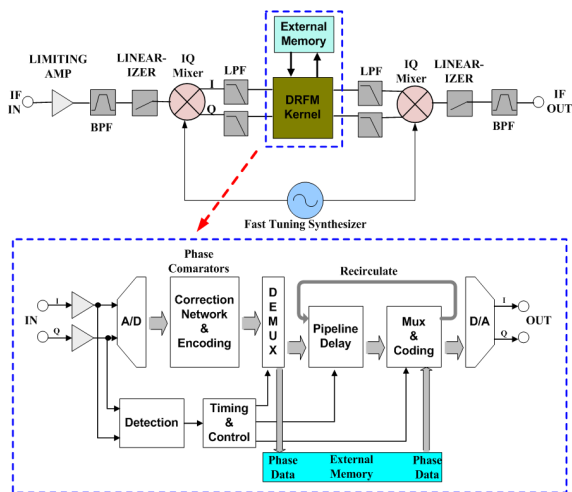 External
Memory
LIMITING
AMP
LINEAR-
IZER
IQ
Mixer
LPF
LPF
IQ
Mixer
LINEAR-
IZER
IF
IN
I
Q
DRFM
Kernel
IF
OUT
BPF
BPF
Fast Tuning Synthesizer
Phase
Comarators
Recirculate
IN
I
Q
A/D
Correction
Network
&
Encoding
DEMUX
Pipeline
Delay
Mux
&
Coding
D/A
I
Q
OUT
Detection
Timing
&
Control
Phase
Data
External
Memory
Phase
Data